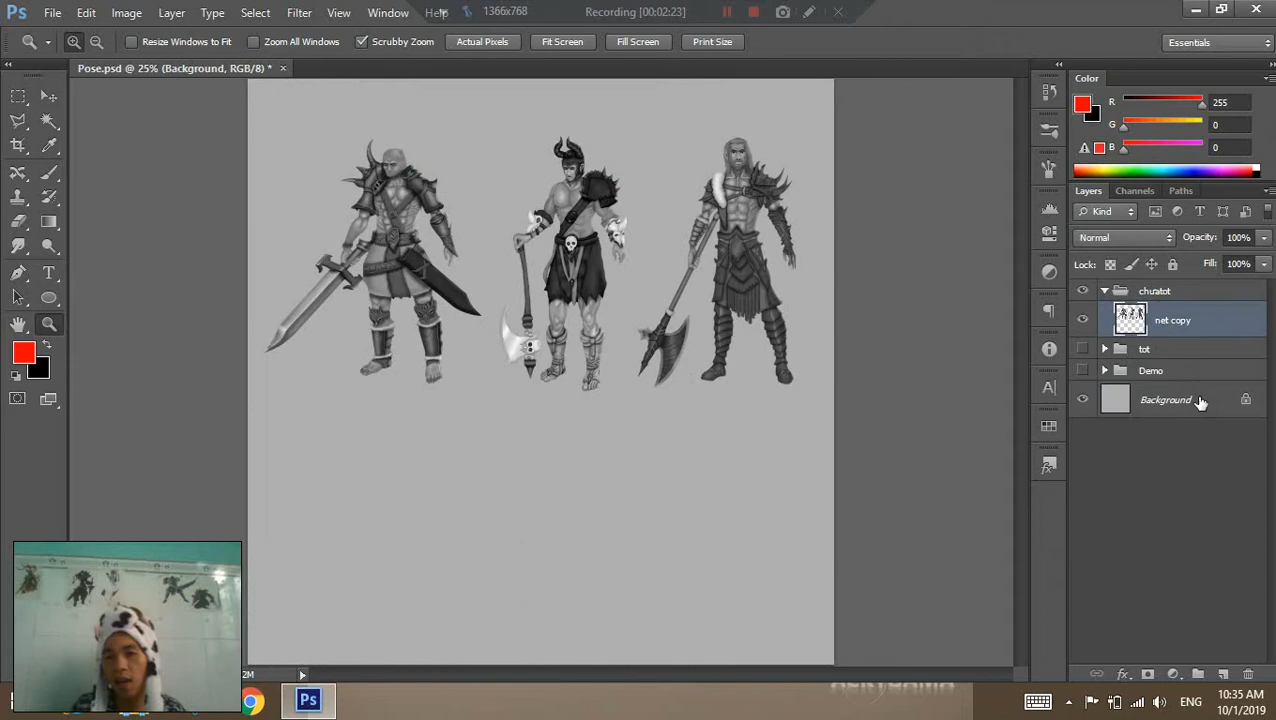 Ps File Edit Image Layer Type Select Filter View Window Help
1366x768 Recording [00:02:23]
Resize Windows to Fit Zoom All Windows Scrubby Zoom Actual Pixels Fit Screen Fill Screen Print Size Essentials
Pose.psd @ 25% (Background, RGB/8) * ×
Color
R 255
G 0
B 0
Layers Channels Paths
Kind
Normal Opacity: 100%
Lock: Fill: 100%
chuatot
net copy
tot
Demo
Background
2M
Ps
ENG
10:35 AM
10/1/2019